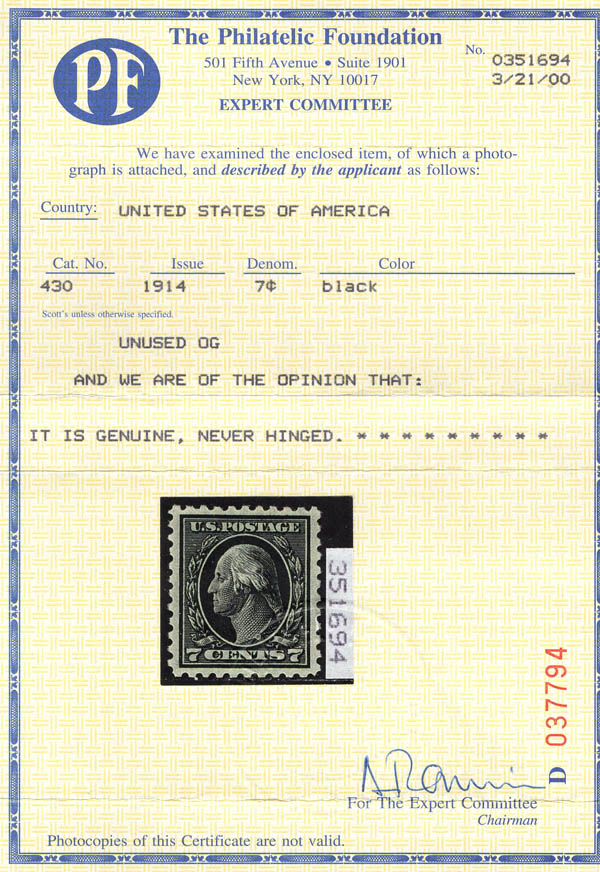 PF
The Philatelic Foundation
501 Fifth Avenue • Suite 1901
New York, NY 10017
EXPERT COMMITTEE
No. 0351694
3/21/00
We have examined the enclosed item, of which a photo-
graph is attached, and described by the applicant as follows:
Country: UNITED STATES OF AMERICA
Cat. No. Issue Denom. Color
430 1914 7¢ black
Scott's unless otherwise specified.
UNUSED OG
AND WE ARE OF THE OPINION THAT:
IT IS GENUINE, NEVER HINGED. * * * * * * * * *
U.S. POSTAGE
7 CENTS 7
351694
D 037794
For The Expert Committee
Chairman
Photocopies of this Certificate are not valid.